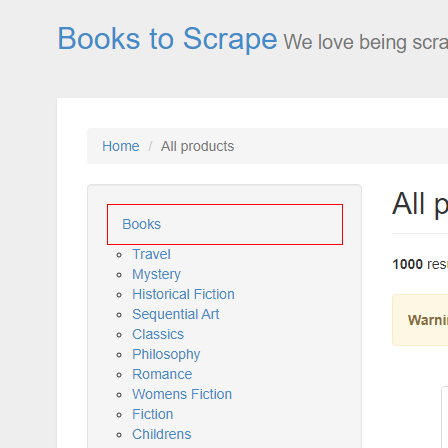 Books to Scrape We love being scra
Home / All products
All p
Books
1000 resu
Travel
Mystery
Historical Fiction
Sequential Art
Warni
Classics
Philosophy
Romance
Womens Fiction
Fiction
Childrens